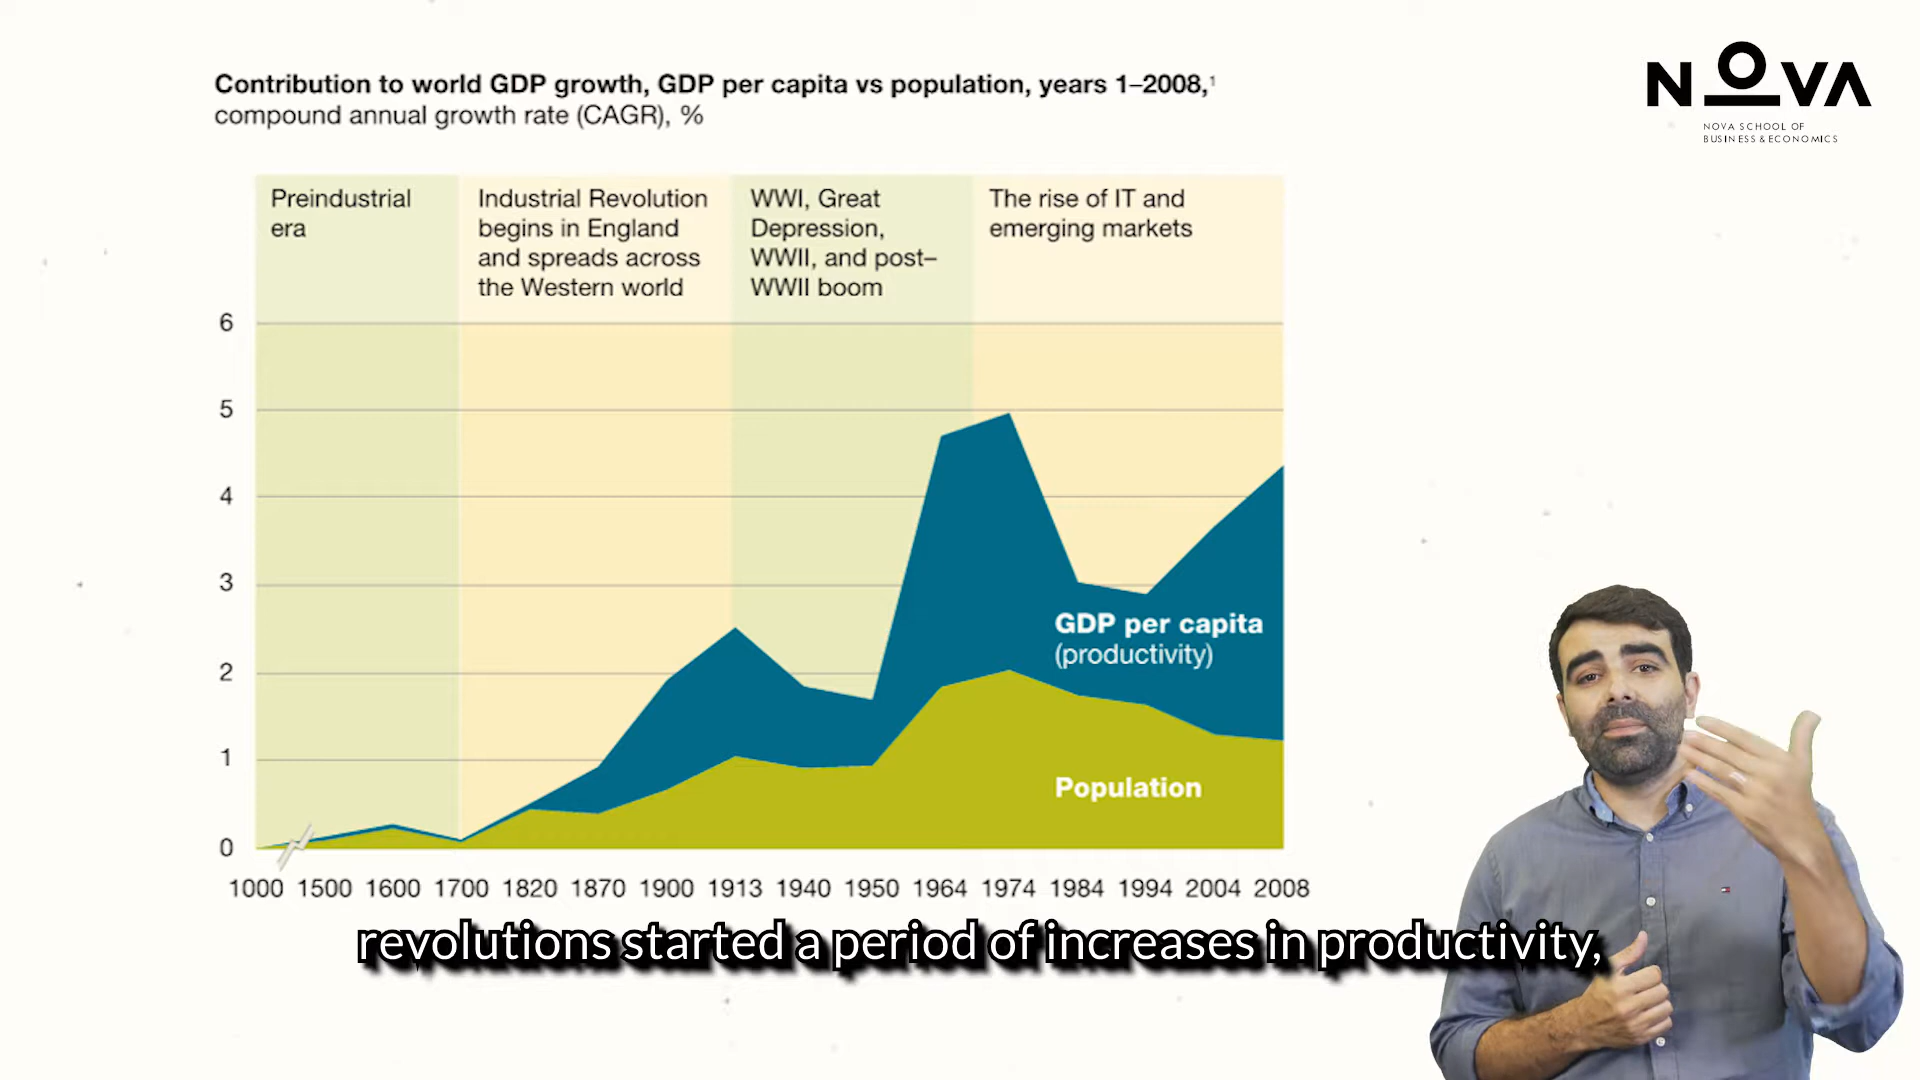 Contribution to world GDP growth, GDP per capita vs population, years 1–2008,¹
compound annual growth rate (CAGR), %
NOVA
NOVA SCHOOL OF
BUSINESS & ECONOMICS
Preindustrial
era
Industrial Revolution
begins in England
and spreads across
the Western world
WWI, Great
Depression,
WWII, and post–
WWII boom
The rise of IT and
emerging markets
6
5
4
3
2
1
0
GDP per capita
(productivity)
Population
1000 1500 1600 1700 1820 1870 1900 1913 1940 1950 1964 1974 1984 1994 2004 2008
revolutions started a period of increases in productivity,